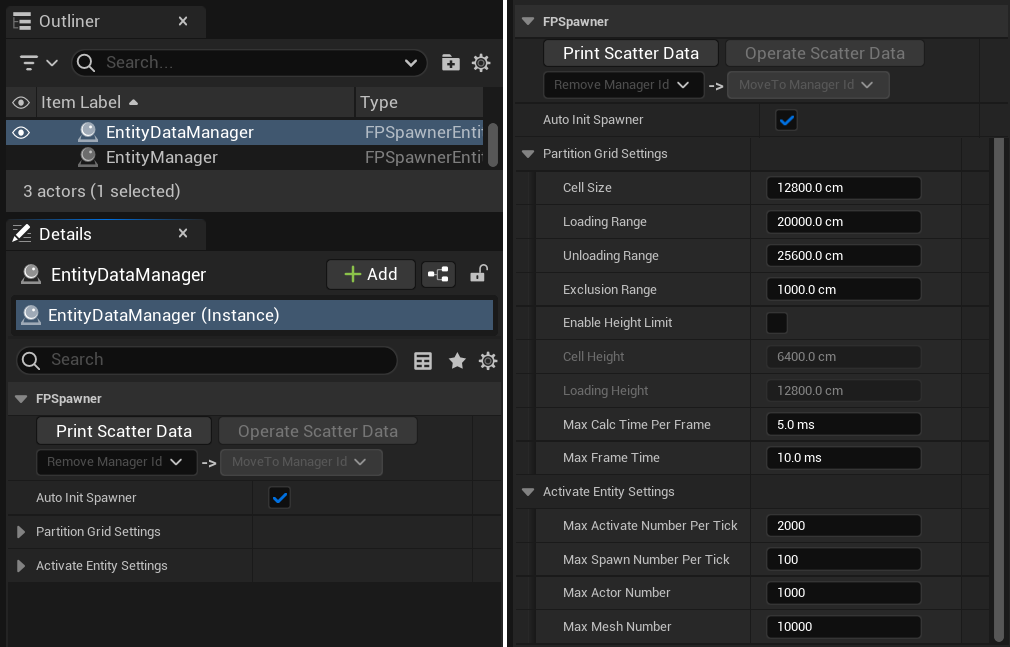 Outliner
Search...
Item Label Type
EntityDataManager FPSpawnerEnti
EntityManager FPSpawnerEnti
3 actors (1 selected)
Details
EntityDataManager Add
EntityDataManager (Instance)
Search
FPSpawner
Print Scatter Data Operate Scatter Data
Remove Manager Id -> MoveTo Manager Id
Auto Init Spawner
Partition Grid Settings
Activate Entity Settings
FPSpawner
Print Scatter Data Operate Scatter Data
Remove Manager Id -> MoveTo Manager Id
Auto Init Spawner
Partition Grid Settings
Cell Size 12800.0 cm
Loading Range 20000.0 cm
Unloading Range 25600.0 cm
Exclusion Range 1000.0 cm
Enable Height Limit
Cell Height 6400.0 cm
Loading Height 12800.0 cm
Max Calc Time Per Frame 5.0 ms
Max Frame Time 10.0 ms
Activate Entity Settings
Max Activate Number Per Tick 2000
Max Spawn Number Per Tick 100
Max Actor Number 1000
Max Mesh Number 10000